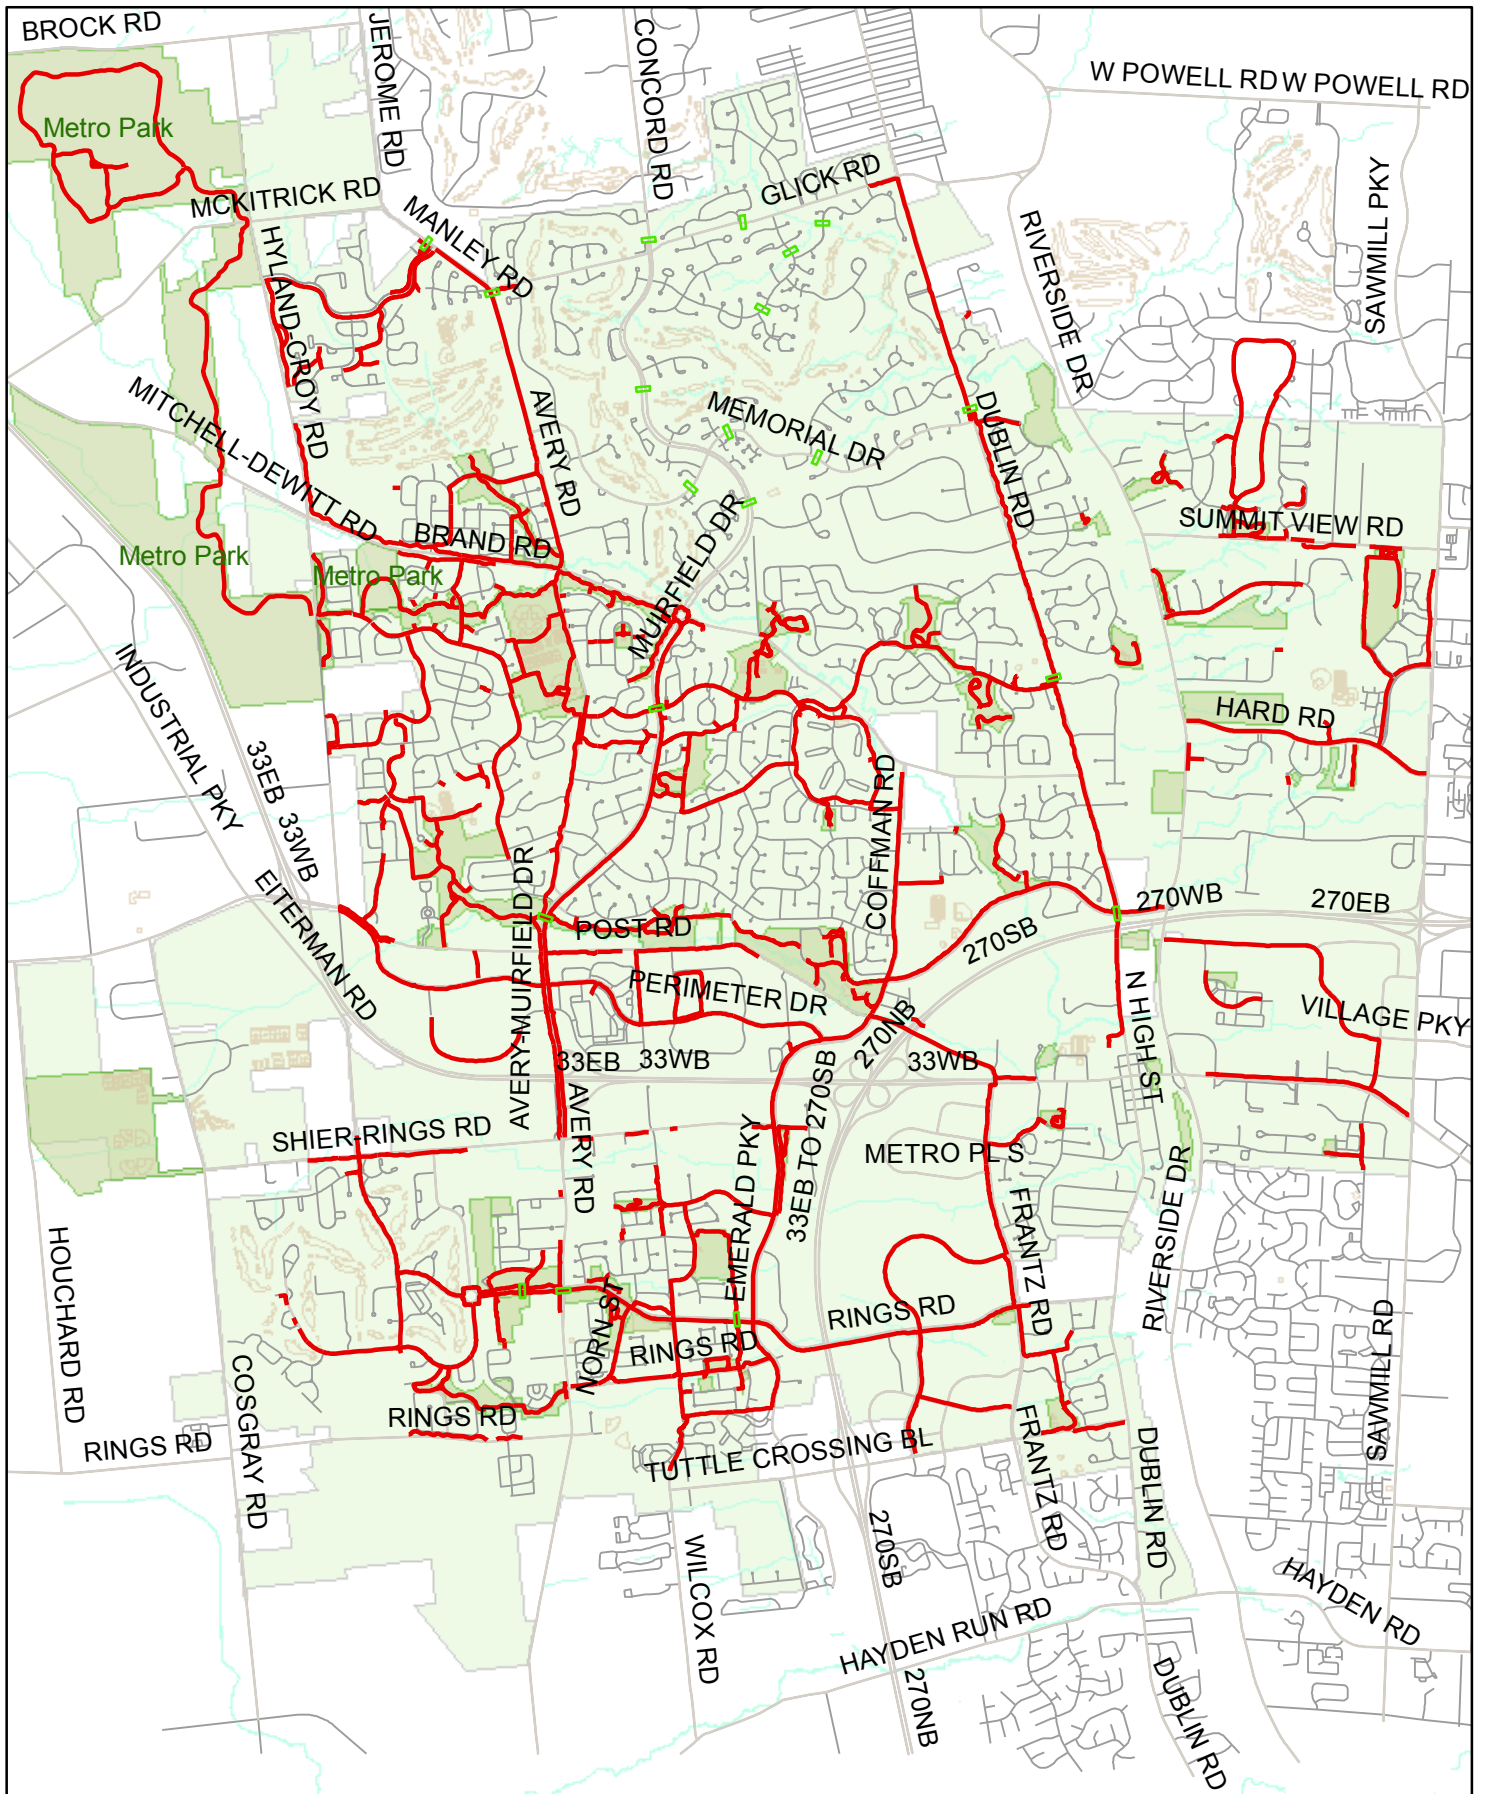 BROCK RD
JEROME RD
CONCORD RD
W POWELL RD
W POWELL RD
Metro Park
MCKITRICK RD
GLICK RD
SAWMILL PKY
MANLEY RD
RIVERSIDE DR
HYLAND-CROY RD
MITCHELL-DEWITT RD
AVERY RD
MEMORIAL DR
DUBLIN RD
SUMMIT VIEW RD
BRAND RD
MUIRFIELD DR
Metro Park
Metro Park
INDUSTRIAL PKY
HARD RD
33EB
33WB
COFFMAN RD
EITERMAN RD
AVERY-MUIRFIELD DR
POST RD
270WB
270EB
270SB
PERIMETER DR
N HIGH ST
VILLAGE PKY
270NB
33EB
33WB
33WB
AVERY RD
SHIER-RINGS RD
EMERALD PKY
33EB TO 270SB
METRO PL S
RIVERSIDE DR
HOUCHARD RD
FRANTZ RD
NORN ST
RINGS RD
RINGS RD
COSGRAY RD
SAWMILL RD
RINGS RD
RINGS RD
TUTTLE CROSSING BL
FRANTZ RD
DUBLIN RD
270SB
WILCOX RD
HAYDEN RD
HAYDEN RUN RD
270NB
DUBLIN RD